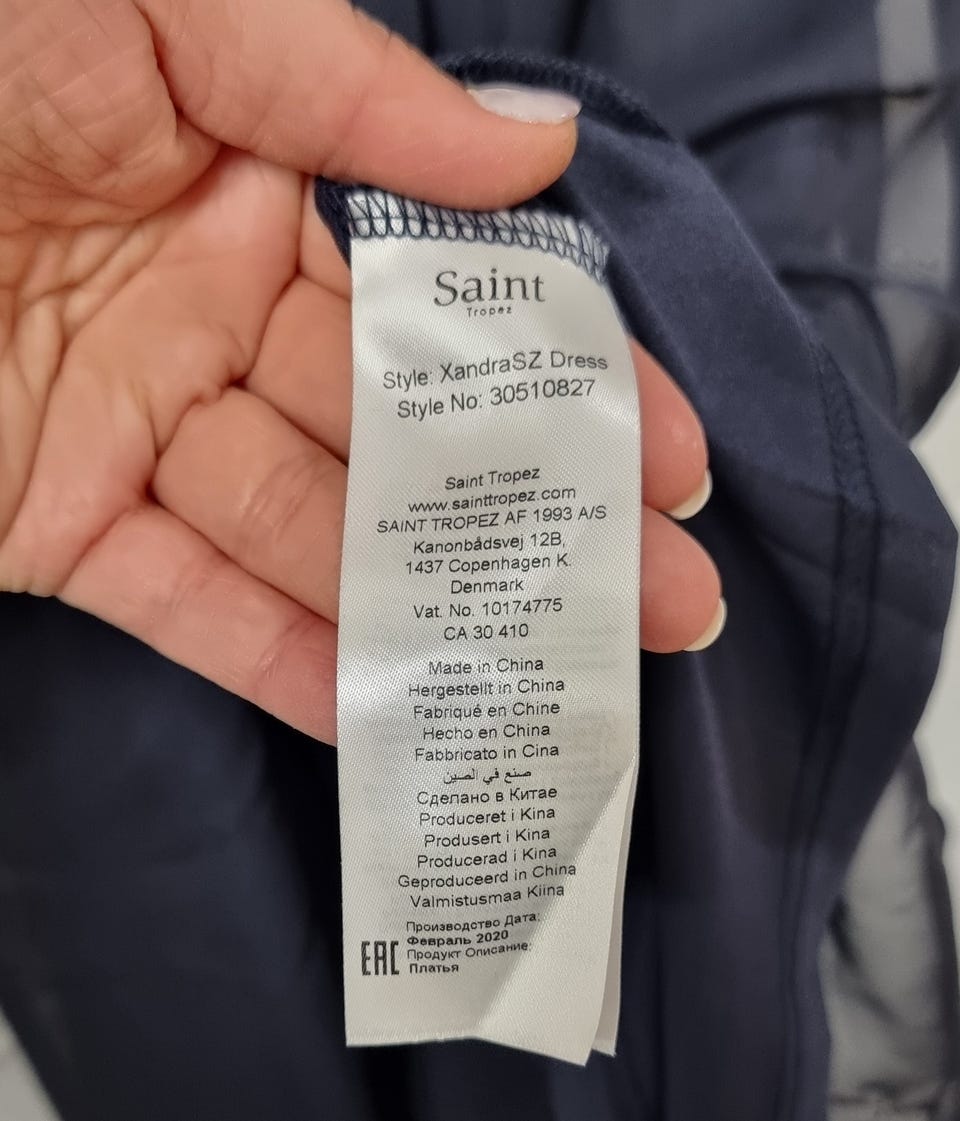 Saint
Tropez
Style: XandraSZ Dress
Style No: 30510827
Saint Tropez
www.sainttropez.com
SAINT TROPEZ AF 1993 A/S
Kanonbådsvej 12B,
1437 Copenhagen K.
Denmark
Vat. No. 10174775
CA 30 410
Made in China
Hergestellt in China
Fabriqué en Chine
Hecho en China
Fabbricato in Cina
صنع في الصين
Сделано в Китае
Produceret i Kina
Produsert i Kina
Producerad i Kina
Geproduceerd in China
Valmistusmaa Kiina
Производство Дата:
Февраль 2020
Продукт Описание:
Платья
EAC